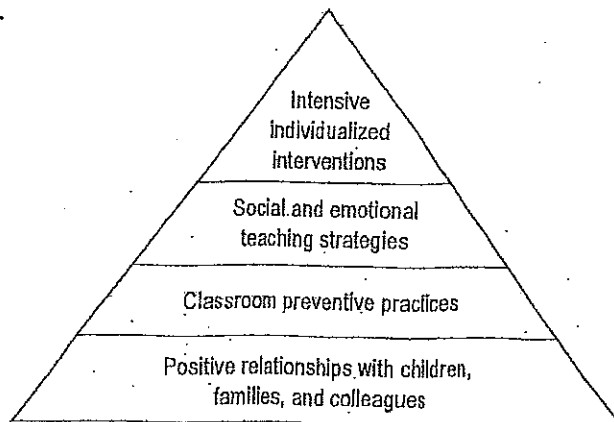 Intensive
individualized
interventions
Social and emotional
teaching strategies
Classroom preventive practices
Positive relationships with children,
families, and colleagues